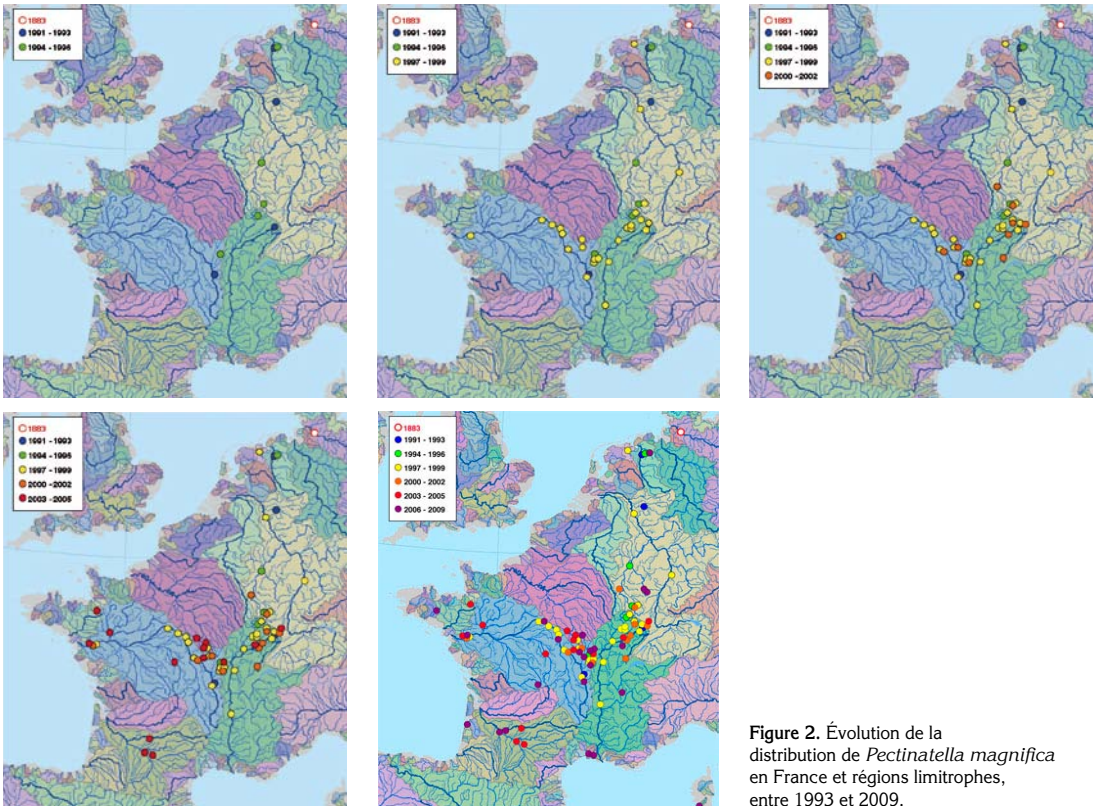 1883
1991 - 1993
1994 - 1996
1883
1991 - 1993
1994 - 1996
1997 - 1999
1883
1991 - 1993
1994 - 1996
1997 - 1999
2000 - 2002
1883
1991 - 1993
1994 - 1996
1997 - 1999
2000 - 2002
2003 - 2005
1883
1991 - 1993
1994 - 1996
1997 - 1999
2000 - 2002
2003 - 2005
2006 - 2009
Figure 2. Évolution de la
distribution de Pectinatella magnifica
en France et régions limitrophes,
entre 1993 et 2009.